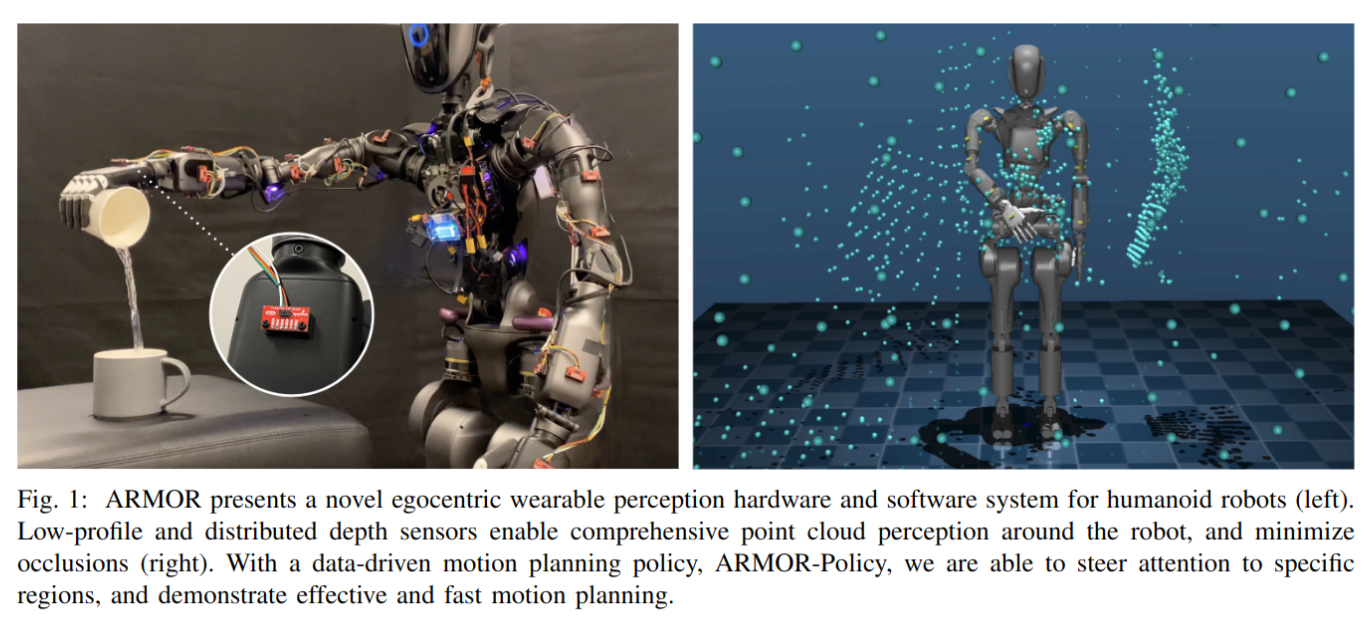 Fig. 1: ARMOR presents a novel egocentric wearable perception hardware and software system for humanoid robots (left).
Low-profile and distributed depth sensors enable comprehensive point cloud perception around the robot, and minimize
occlusions (right). With a data-driven motion planning policy, ARMOR-Policy, we are able to steer attention to specific
regions, and demonstrate effective and fast motion planning.